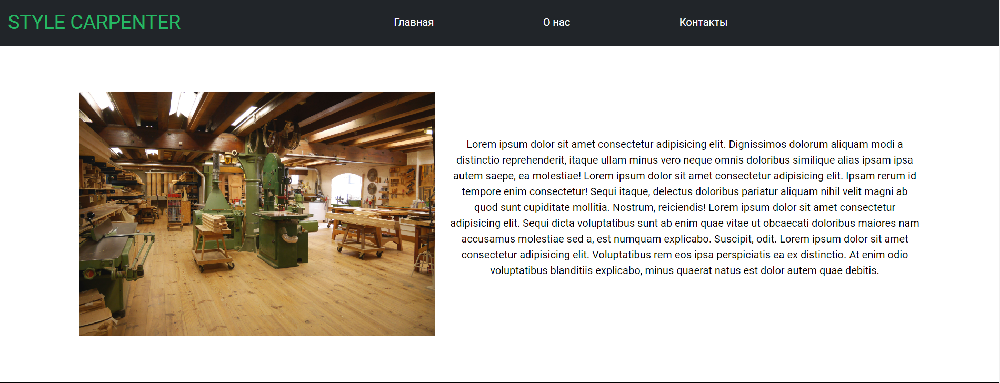 STYLE CARPENTER
Главная
О нас
Контакты
Lorem ipsum dolor sit amet consectetur adipisicing elit. Dignissimos dolorum aliquam modi a
distinctio reprehenderit, itaque ullam minus vero neque omnis doloribus similique alias ipsam ipsa
autem saepe, ea molestiae! Lorem ipsum dolor sit amet consectetur adipisicing elit. Ipsam rerum id
tempore enim consectetur! Sequi itaque, delectus doloribus pariatur aliquam nihil velit magni ab
quod sunt cupiditate mollitia. Nostrum, reiciendis! Lorem ipsum dolor sit amet consectetur
adipisicing elit. Sequi dicta voluptatibus sunt ab enim quae vitae ut obcaecati doloribus maiores nam
accusamus molestiae sed a, est numquam explicabo. Suscipit, odit. Lorem ipsum dolor sit amet
consectetur adipisicing elit. Voluptatibus rem eos ipsa perspiciatis ea ex distinctio. At enim odio
voluptatibus blanditiis explicabo, minus quaerat natus est dolor autem quae debitis.